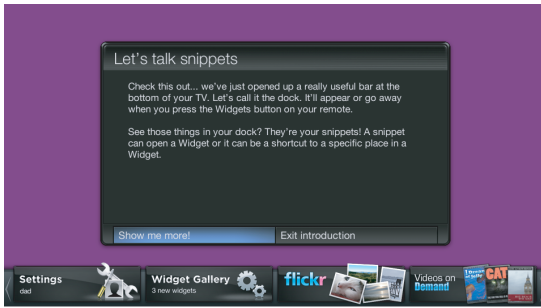 Let's talk snippets
Check this out... we've just opened up a really useful bar at the
bottom of your TV. Let's call it the dock. It'll appear or go away
when you press the Widgets button on your remote.
See those things in your dock? They're your snippets! A snippet
can open a Widget or it can be a shortcut to a specific place in a
Widget.
Show me more!
Exit introduction
Settings
dad
Widget Gallery
3 new widgets
flickr
Videos on
Demand
CAT